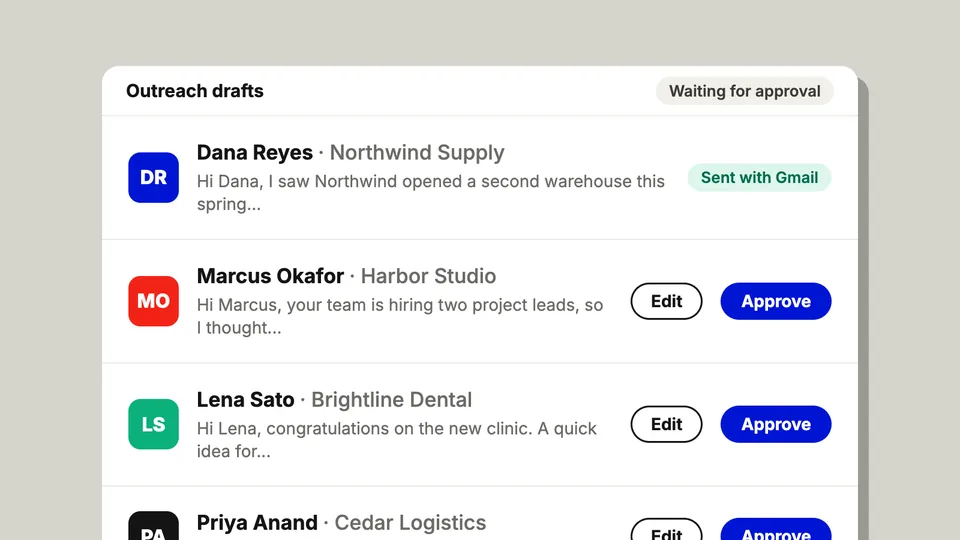 Outreach drafts
Waiting for approval
DR
Dana Reyes · Northwind Supply
Hi Dana, I saw Northwind opened a second warehouse this
spring...
Sent with Gmail
MO
Marcus Okafor · Harbor Studio
Hi Marcus, your team is hiring two project leads, so
I thought...
Edit
Approve
LS
Lena Sato · Brightline Dental
Hi Lena, congratulations on the new clinic. A quick
idea for...
Edit
Approve
PA
Priya Anand · Cedar Logistics
Edit
Approve